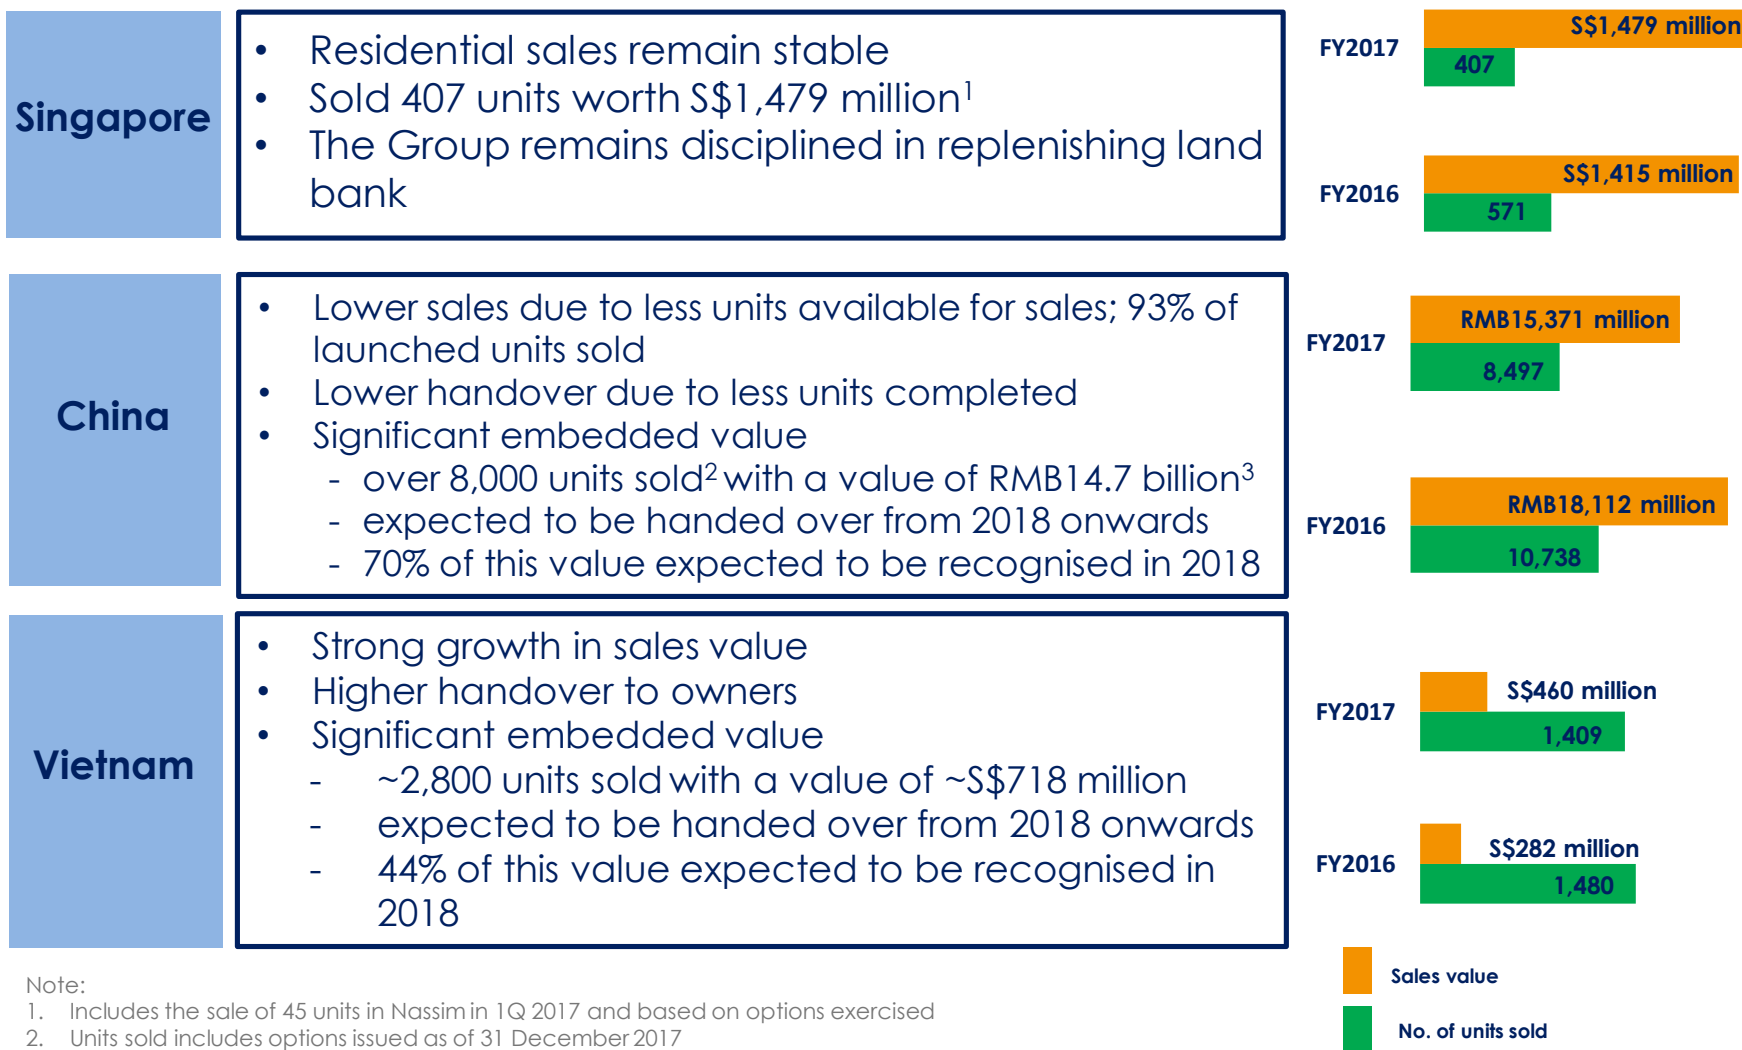 Singapore
• Residential sales remain stable
• Sold 407 units worth S$1,479 million1
• The Group remains disciplined in replenishing land
bank
FY2017
S$1,479 million
407
FY2016
S$1,415 million
571
China
• Lower sales due to less units available for sales; 93% of
launched units sold
• Lower handover due to less units completed
• Significant embedded value
- over 8,000 units sold2 with a value of RMB14.7 billion3
- expected to be handed over from 2018 onwards
- 70% of this value expected to be recognised in 2018
FY2017
RMB15,371 million
8,497
FY2016
RMB18,112 million
10,738
Vietnam
• Strong growth in sales value
• Higher handover to owners
• Significant embedded value
- ~2,800 units sold with a value of ~S$718 million
- expected to be handed over from 2018 onwards
- 44% of this value expected to be recognised in
2018
FY2017
S$460 million
1,409
FY2016
S$282 million
1,480
Sales value
No. of units sold
Note:
1. Includes the sale of 45 units in Nassim in 1Q 2017 and based on options exercised
2. Units sold includes options issued as of 31 December 2017